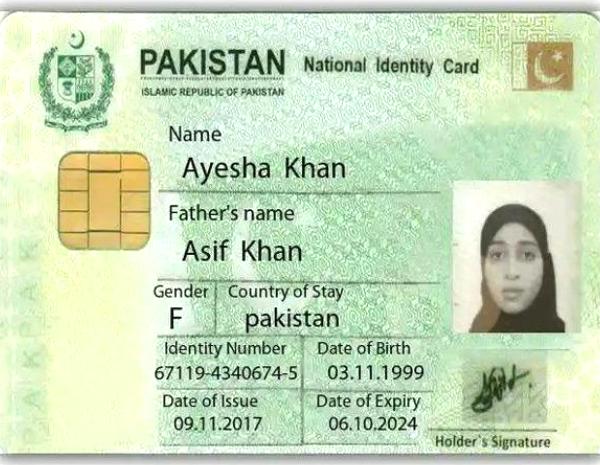 PAKISTAN National Identity Card
ISLAMIC REPUBLIC OF PAKISTAN
Name
Ayesha Khan
Father's name
Asif Khan
Gender Country of Stay
F pakistan
Identity Number Date of Birth
67119-4340674-5 03.11.1999
Date of Issue Date of Expiry
09.11.2017 06.10.2024
Holder`s Signature